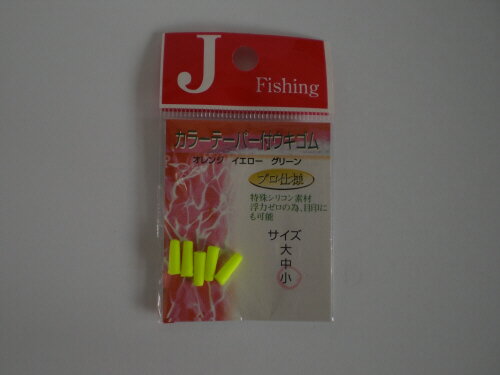 J
Fishing
カラーテーパー付ウキゴム
オレンジ イエロー グリーン
プロ仕様
特殊シリコン素材
浮力ゼロの為、目印に
も可能
サイズ
大
中
小